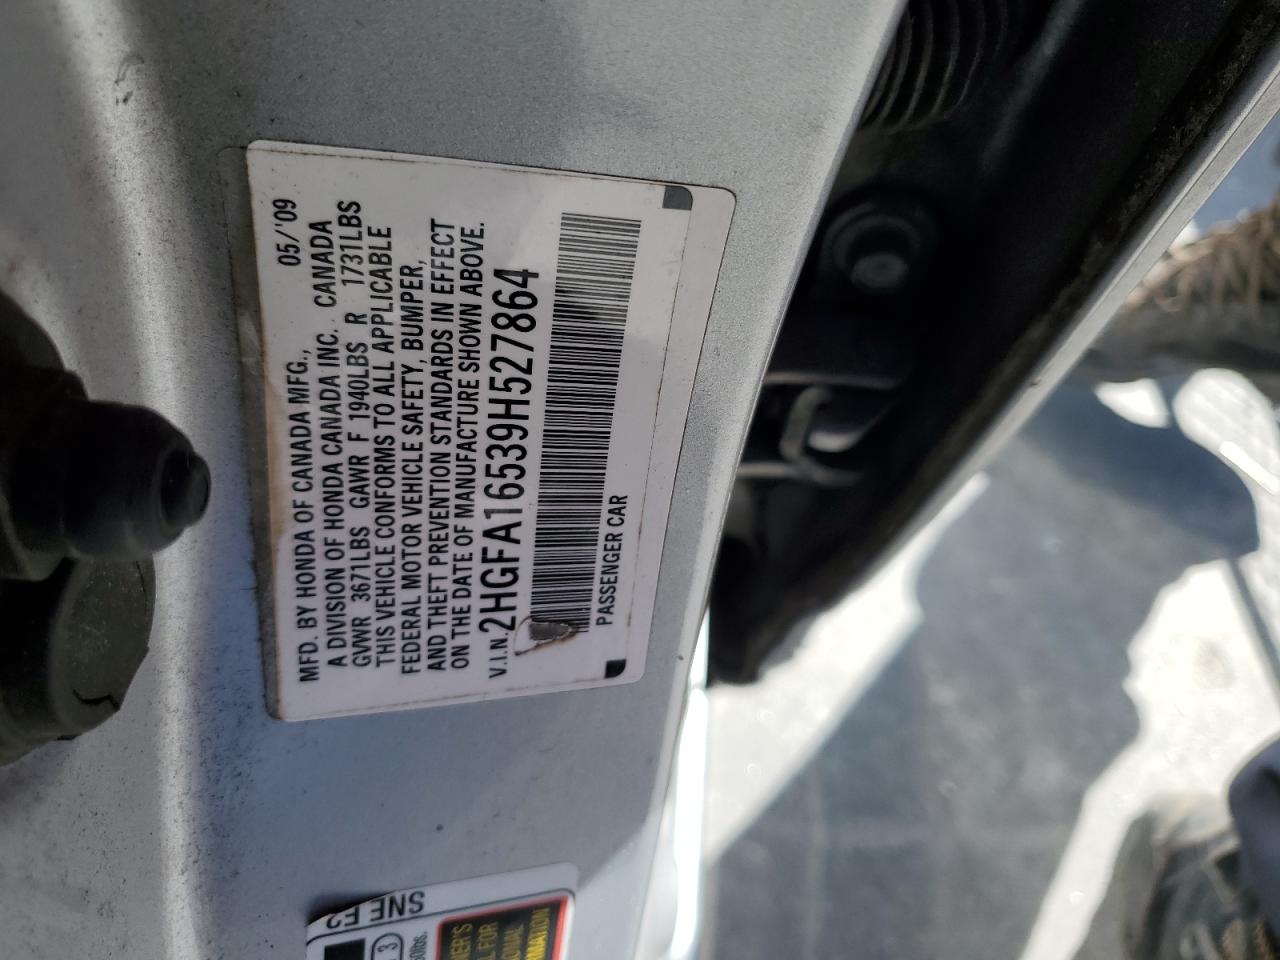 MFD. BY HONDA OF CANADA MFG., 05/'09
A DIVISION OF HONDA CANADA INC. CANADA
GVWR 3671LBS GAWR F 1940LBS R 1731LBS
THIS VEHICLE CONFORMS TO ALL APPLICABLE
FEDERAL MOTOR VEHICLE SAFETY, BUMPER,
AND THEFT PREVENTION STANDARDS IN EFFECT
ON THE DATE OF MANUFACTURE SHOWN ABOVE.
V.I.N. 2HGFA16539H527864
PASSENGER CAR
SNE
3